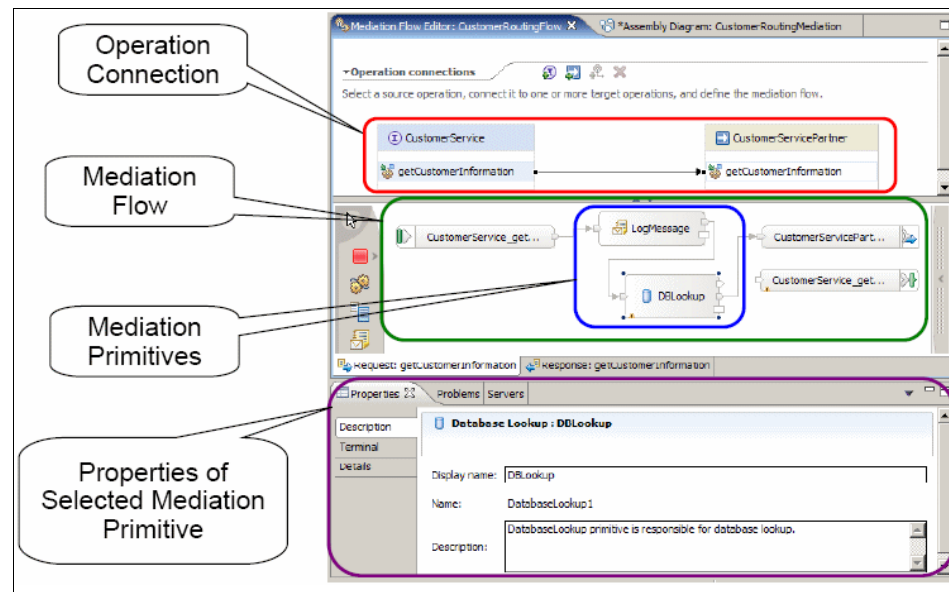 Operation
Connection
Mediation
Flow
Mediation
Primitives
Properties of
Selected Mediation
Primitive
Mediation Flow Editor: CustomerRoutingFlow
*Assembly Diagram: CustomerRoutingMediation
Operation connections
Select a source operation, connect it to one or more target operations, and define the mediation flow.
CustomerService
CustomerServicePartner
getCustomerInformation
getCustomerInformation
CustomerService_get...
LogMessage
CustomerServicePart...
DBLookup
CustomerService_get...
Request: getCustomerInformation
Response: getCustomerInformation
Properties
Problems
Servers
Description
Terminal
Details
Database Lookup : DBLookup
Display name:
DBLookup
Name:
DatabaseLookup1
Description:
DatabaseLookup primitive is responsible for database lookup.